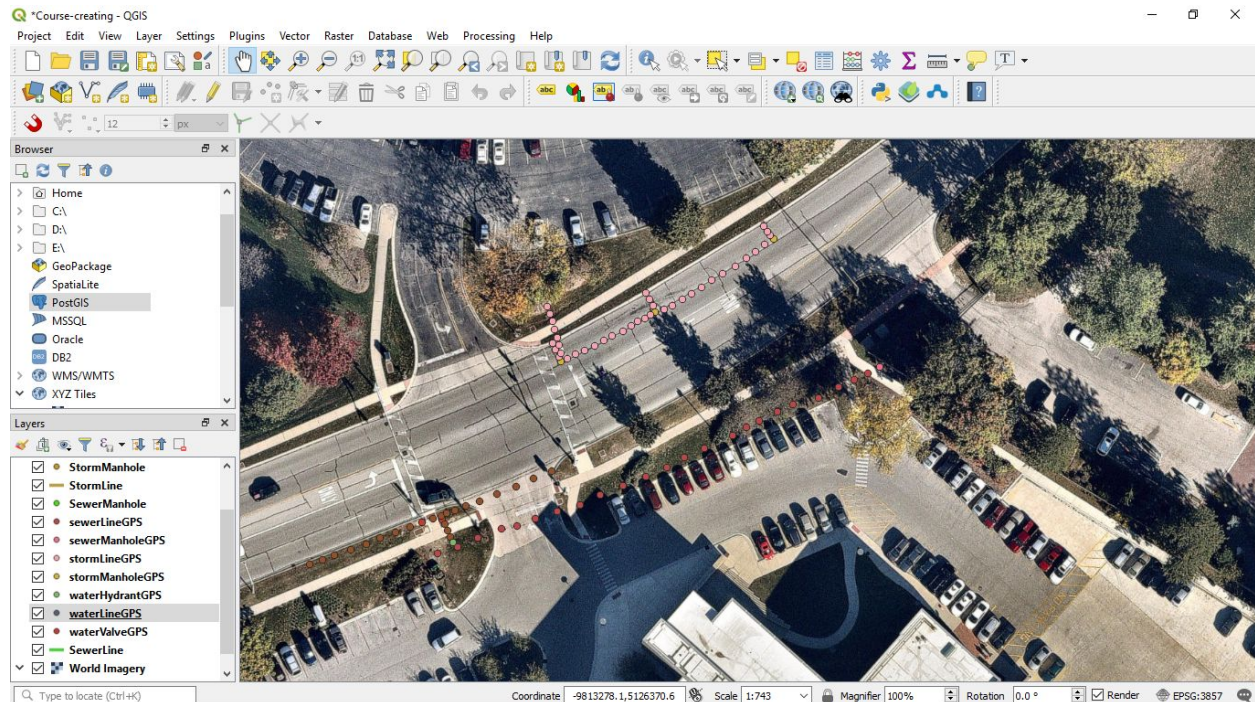 *Course-creating - QGIS
Project Edit View Layer Settings Plugins Vector Raster Database Web Processing Help
abc
12 px
Browser
Home
C:\
D:\
E:\
GeoPackage
SpatiaLite
PostGIS
MSSQL
Oracle
DB2
WMS/WMTS
XYZ Tiles
Layers
StormManhole
StormLine
SewerManhole
sewerLineGPS
sewerManholeGPS
stormLineGPS
stormManholeGPS
waterHydrantGPS
waterLineGPS
waterValveGPS
SewerLine
World Imagery
Type to locate (Ctrl+K) Coordinate -9813278.1,5126370.6 Scale 1:743 Magnifier 100% Rotation 0.0 ° Render EPSG:3857